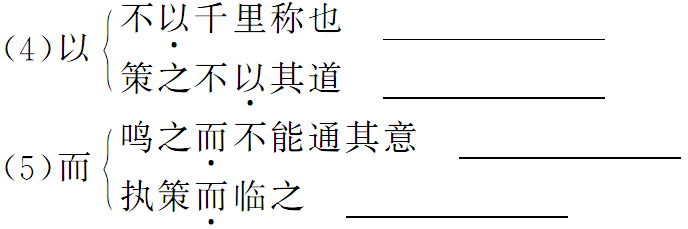 (4)以
不以千里称也
策之不以其道
(5)而
鸣之而不能通其意
执策而临之